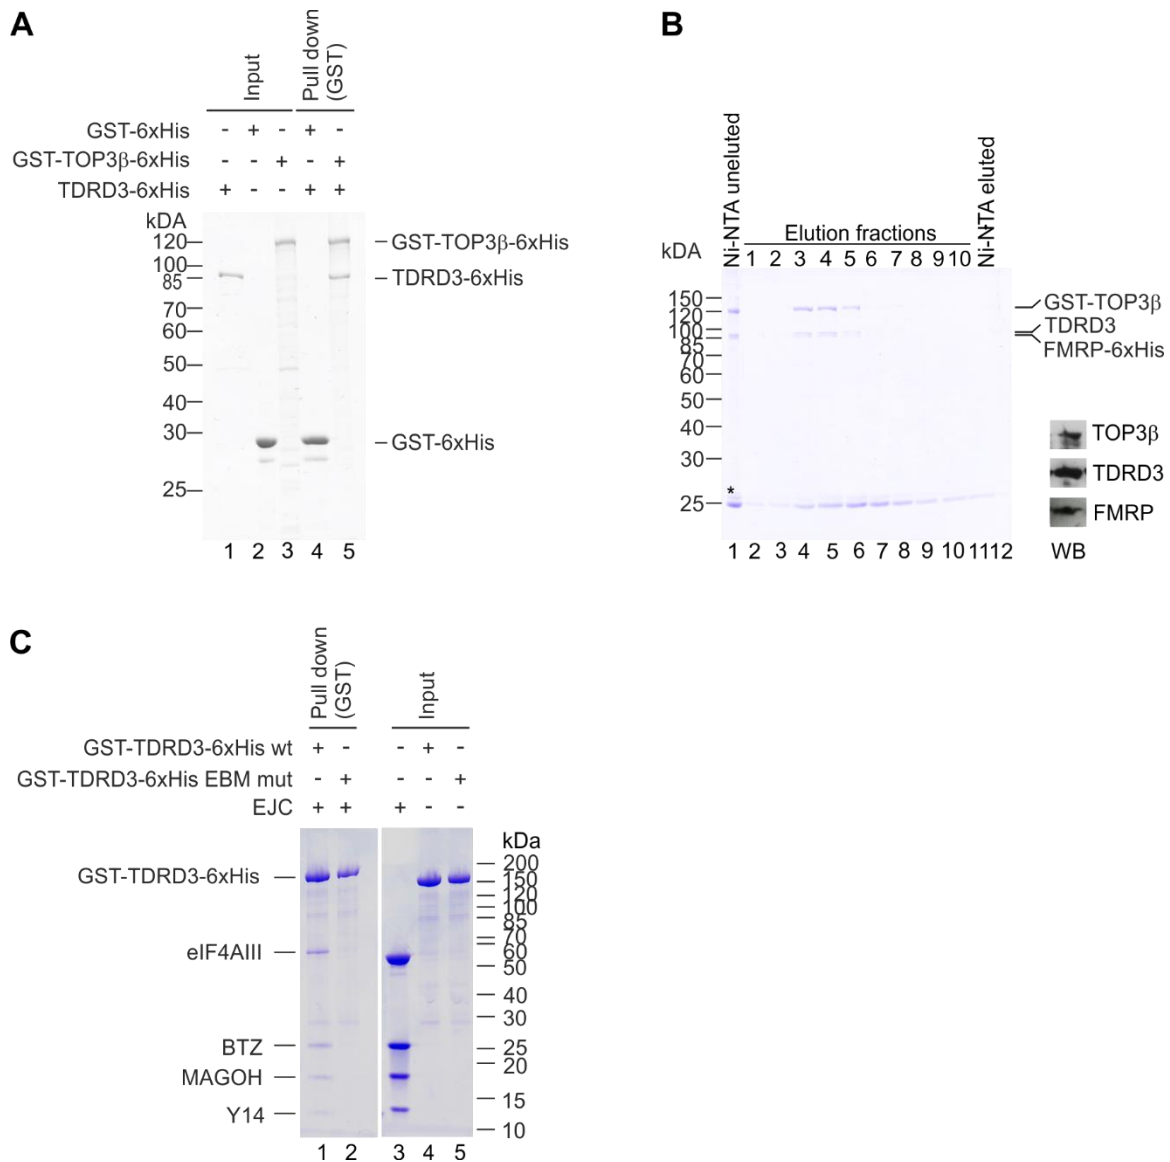 A
Input
Pull down
(GST)
GST-6xHis - + - + -
GST-TOP3β-6xHis - - + - +
TDRD3-6xHis + - - + +
kDA
120
100
85
70
60
50
40
30
25
GST-TOP3β-6xHis
TDRD3-6xHis
GST-6xHis
1 2 3 4 5
B
Ni-NTA uneluted
Elution fractions
Ni-NTA eluted
kDA
1 2 3 4 5 6 7 8 9 10
150
120
100
85
70
60
50
40
30
*
25
GST-TOP3β
TDRD3
FMRP-6xHis
TOP3β
TDRD3
FMRP
WB
1 2 3 4 5 6 7 8 9 10 11 12
C
Pull down
(GST)
Input
GST-TDRD3-6xHis wt + - - + -
GST-TDRD3-6xHis EBM mut - + - - +
EJC + + + - -
kDa
GST-TDRD3-6xHis
eIF4AIII
BTZ
MAGOH
Y14
200
150
120
100
85
70
60
50
40
30
25
20
15
10
1 2 3 4 5